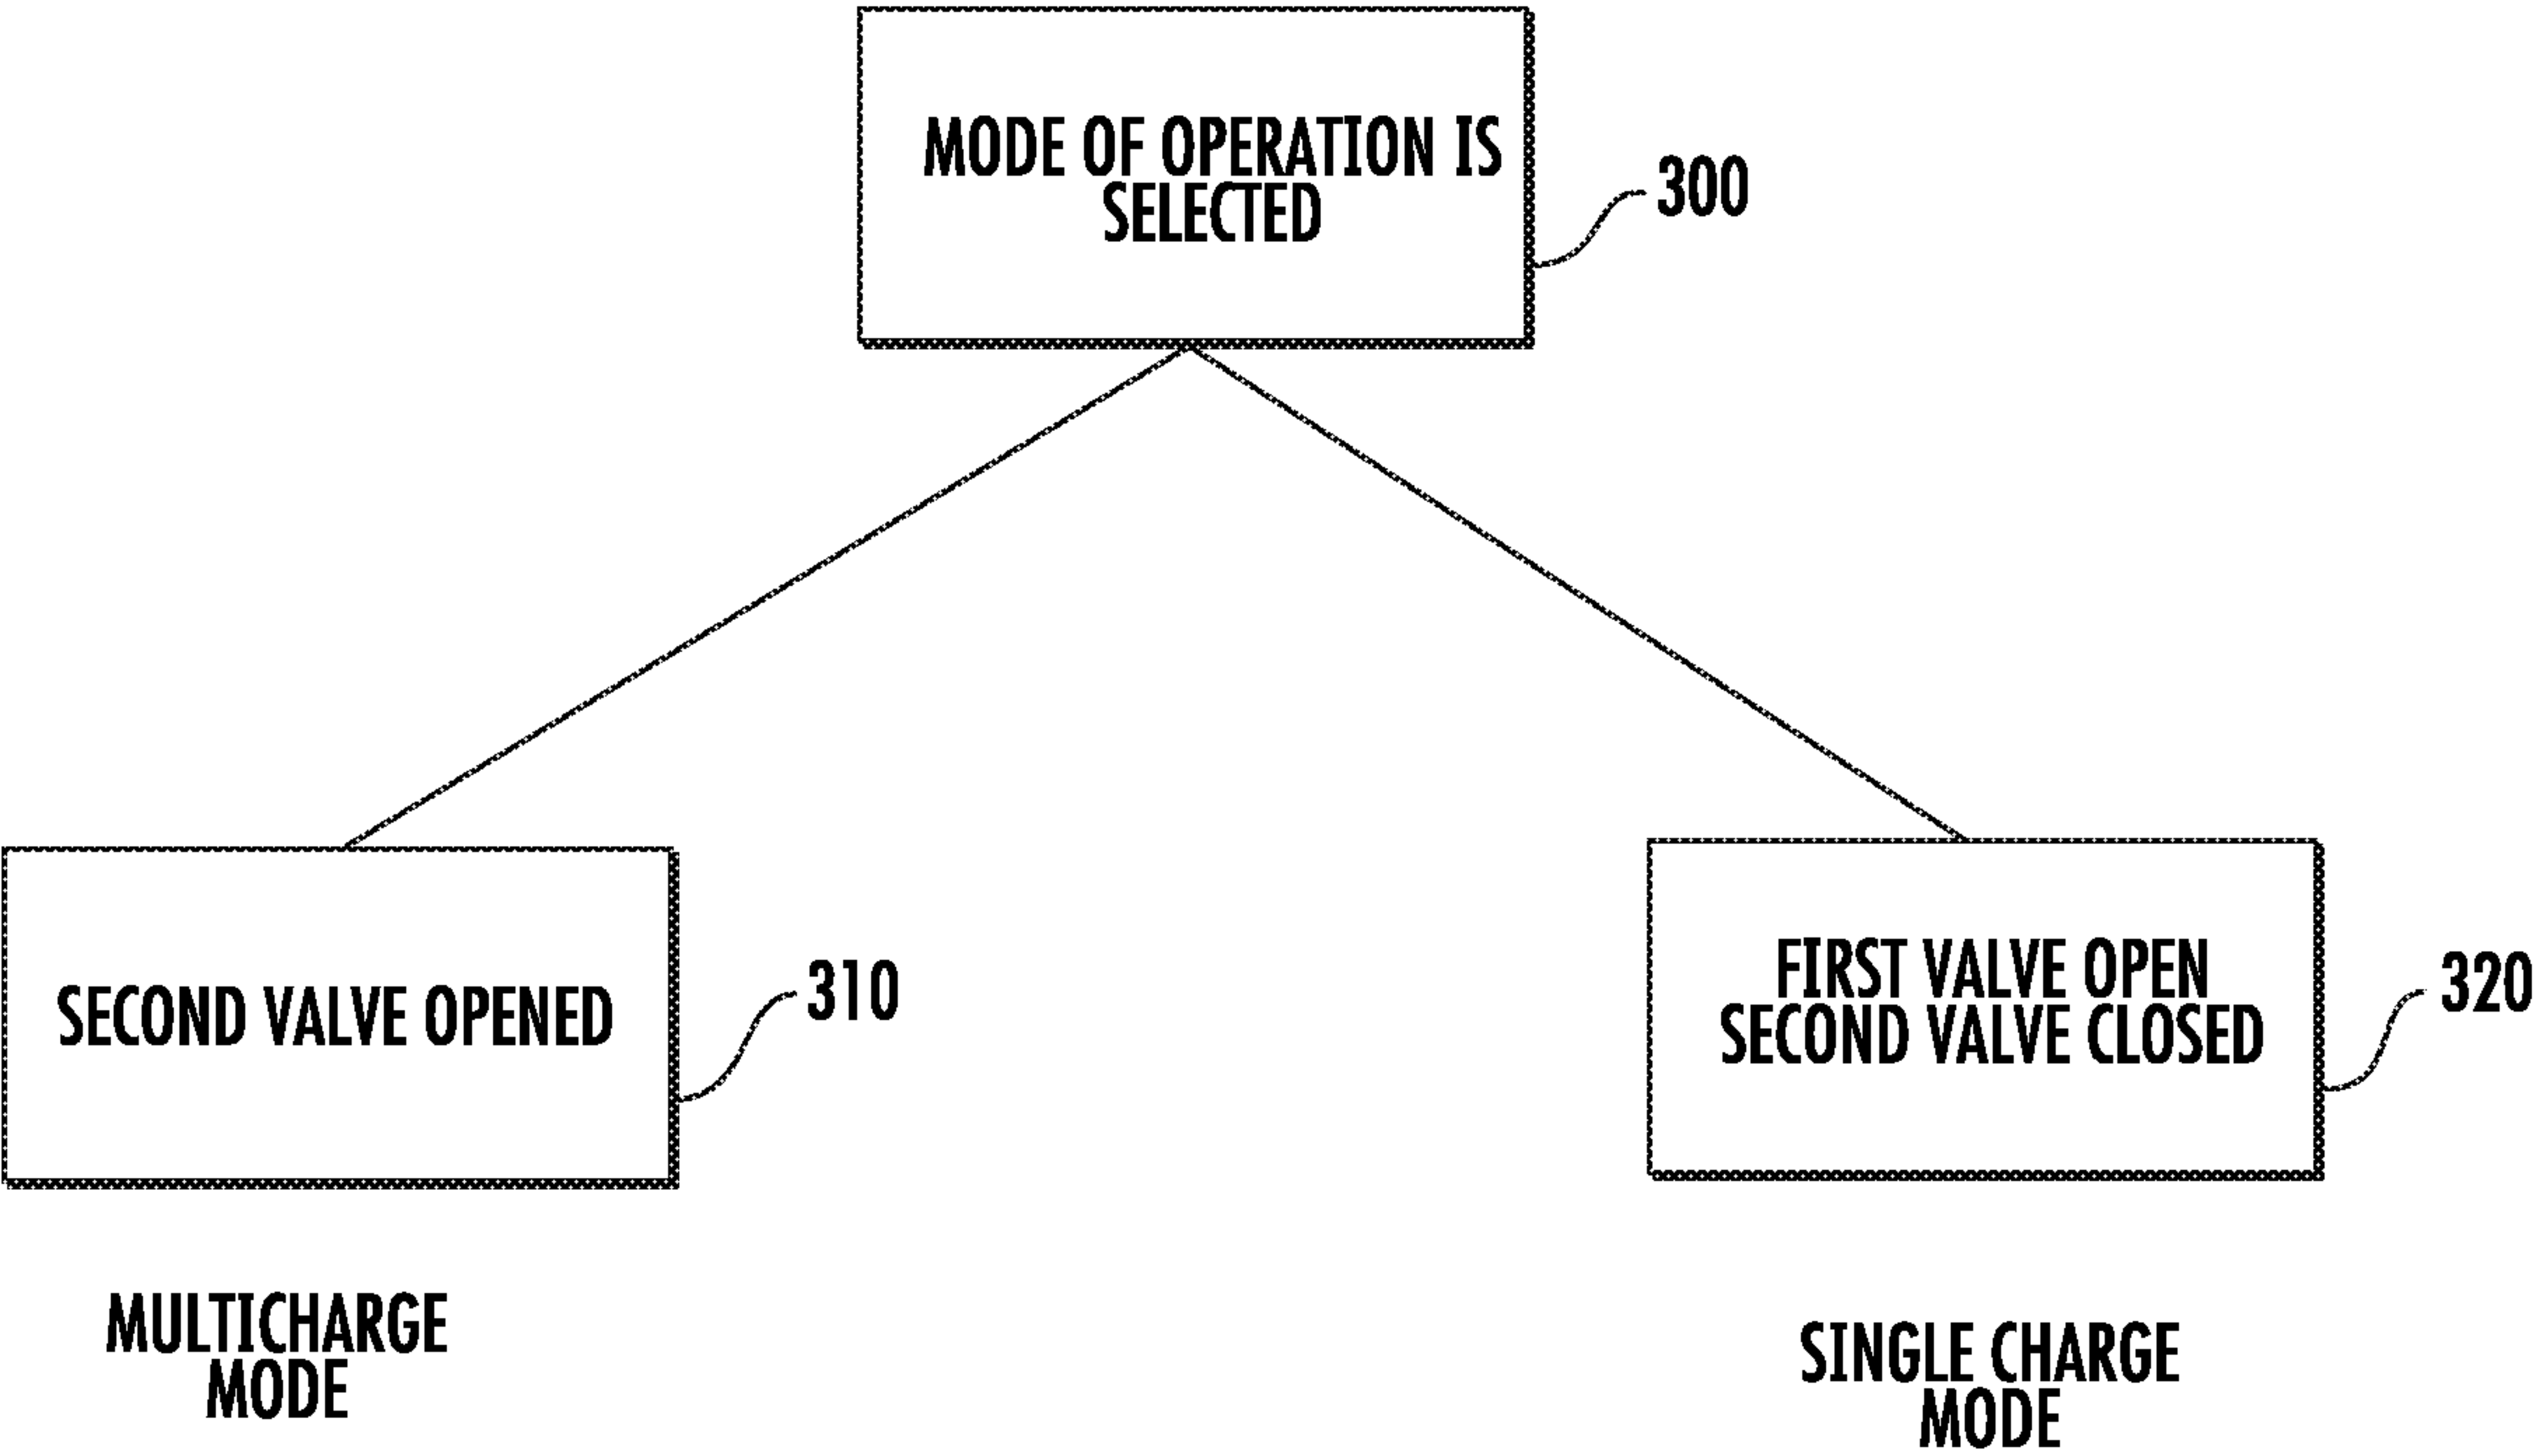 MODE OF OPERATION IS
SELECTED
300
SECOND VALVE OPENED
310
FIRST VALVE OPEN
SECOND VALVE CLOSED
320
MULTICHARGE
MODE
SINGLE CHARGE
MODE